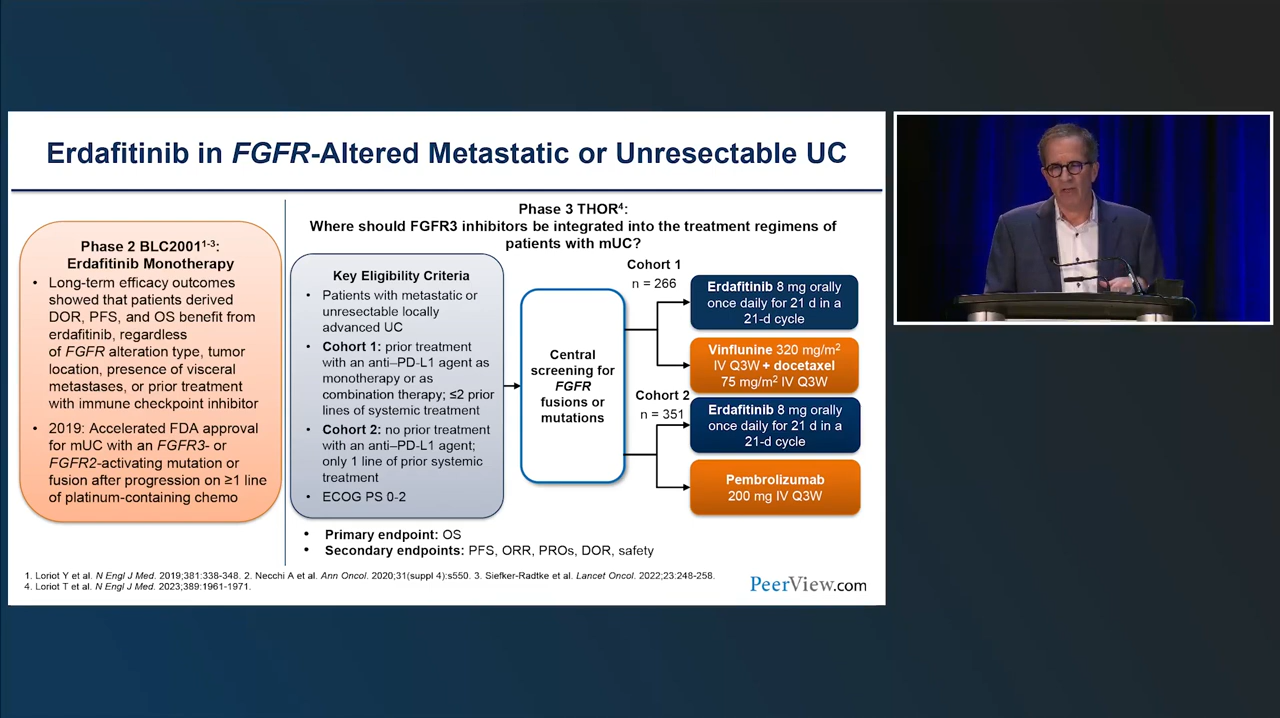 Erdafitinib in FGFR-Altered Metastatic or Unresectable UC
Phase 2 BLC2001¹⁻³:
Erdafitinib Monotherapy
• Long-term efficacy outcomes
showed that patients derived
DOR, PFS, and OS benefit from
erdafitinib, regardless
of FGFR alteration type, tumor
location, presence of visceral
metastases, or prior treatment
with immune checkpoint inhibitor
• 2019: Accelerated FDA approval
for mUC with an FGFR3- or
FGFR2-activating mutation or
fusion after progression on ≥1 line
of platinum-containing chemo
Phase 3 THOR⁴:
Where should FGFR3 inhibitors be integrated into the treatment regimens of
patients with mUC?
Key Eligibility Criteria
• Patients with metastatic or
unresectable locally
advanced UC
• Cohort 1: prior treatment
with an anti–PD-L1 agent as
monotherapy or as
combination therapy; ≤2 prior
lines of systemic treatment
• Cohort 2: no prior treatment
with an anti–PD-L1 agent;
only 1 line of prior systemic
treatment
• ECOG PS 0-2
Central
screening for
FGFR
fusions or
mutations
Cohort 1
n = 266
Erdafitinib 8 mg orally
once daily for 21 d in a
21-d cycle
Vinflunine 320 mg/m²
IV Q3W + docetaxel
75 mg/m² IV Q3W
Cohort 2
n = 351
Erdafitinib 8 mg orally
once daily for 21 d in a
21-d cycle
Pembrolizumab
200 mg IV Q3W
• Primary endpoint: OS
• Secondary endpoints: PFS, ORR, PROs, DOR, safety
1. Loriot Y et al. N Engl J Med. 2019;381:338-348. 2. Necchi A et al. Ann Oncol. 2020;31(suppl 4):s550. 3. Siefker-Radtke et al. Lancet Oncol. 2022;23:248-258.
4. Loriot T et al. N Engl J Med. 2023;389:1961-1971.
PeerView.com